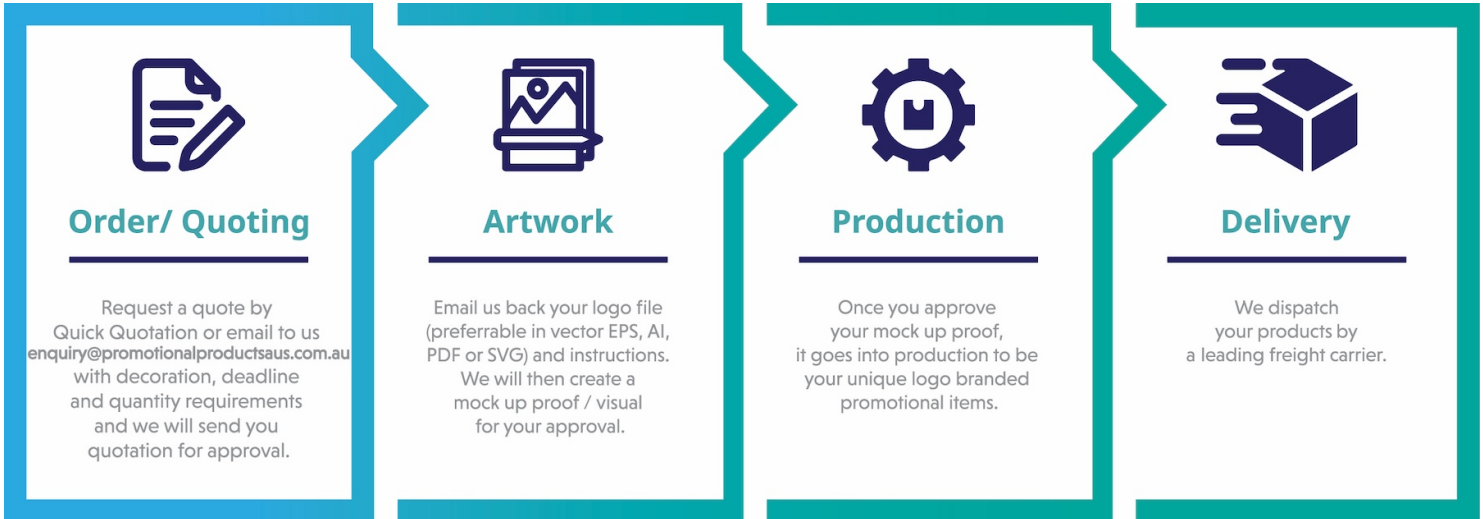 Order/ Quoting
Request a quote by
Quick Quotation or email to us
enquiry@promotionalproductsaus.com.au
with decoration, deadline
and quantity requirements
and we will send you
quotation for approval.
Artwork
Email us back your logo file
(preferrable in vector EPS, AI,
PDF or SVG) and instructions.
We will then create a
mock up proof / visual
for your approval.
Production
Once you approve
your mock up proof,
it goes into production to be
your unique logo branded
promotional items.
Delivery
We dispatch
your products by
a leading freight carrier.